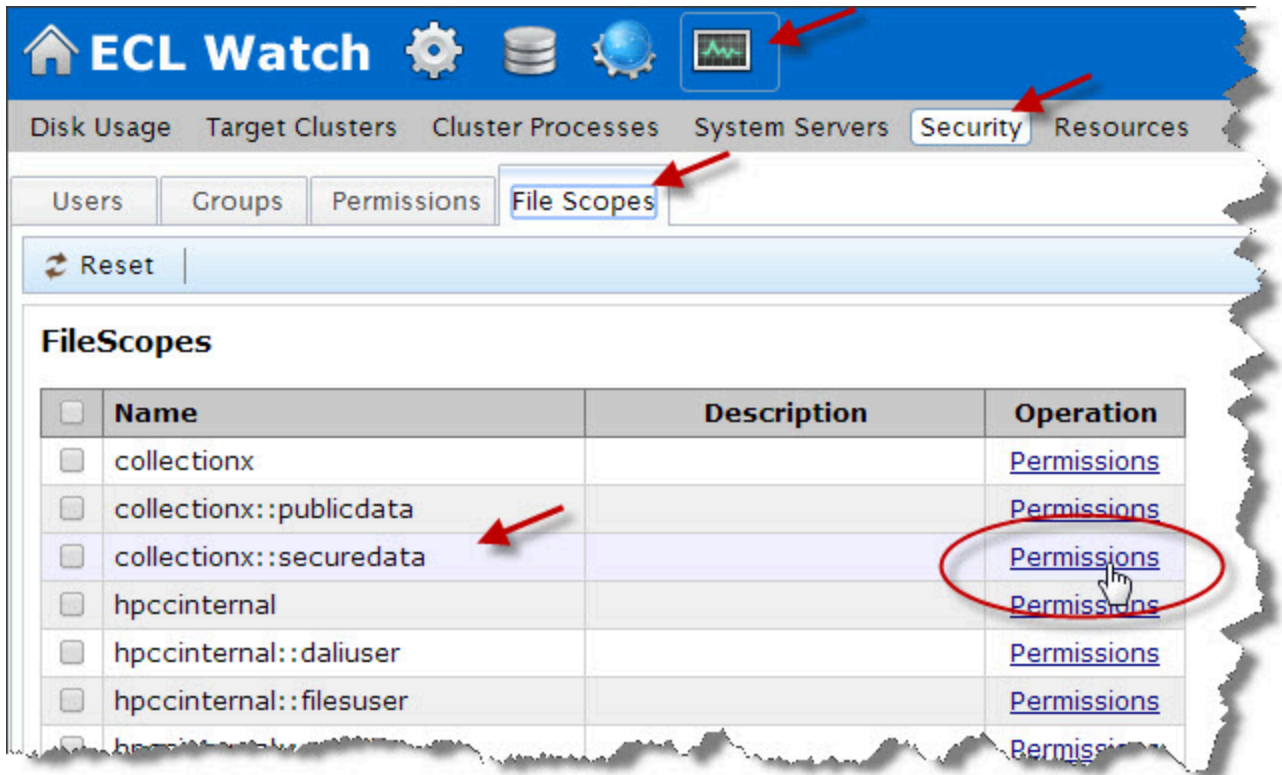 ECL Watch
Disk Usage Target Clusters Cluster Processes System Servers Security Resources
Users Groups Permissions File Scopes
Reset
FileScopes
Name Description Operation
collectionx Permissions
collectionx::publicdata Permissions
collectionx::securedata Permissions
hpccinternal Permissions
hpccinternal::daliuser Permissions
hpccinternal::filesuser Permissions